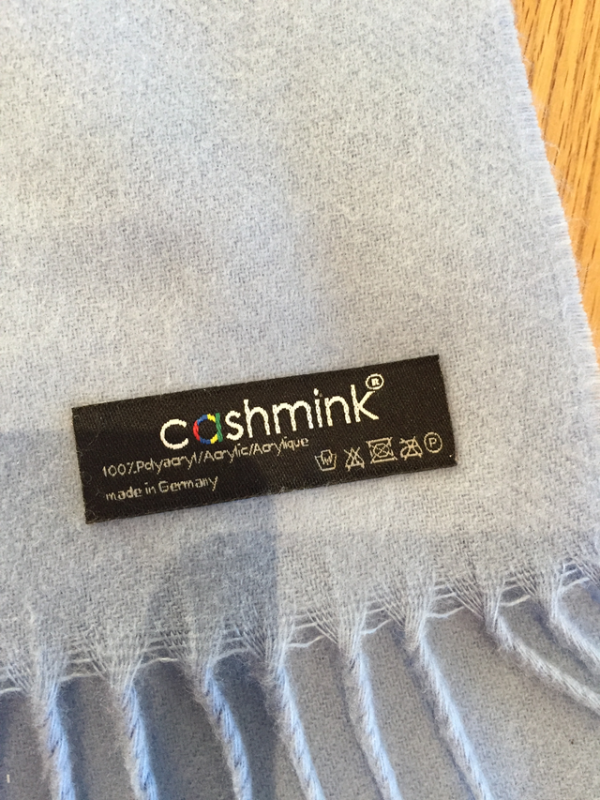 cashmink®
100%Polyacryl/Acrylic/Acrylique
made in Germany
P